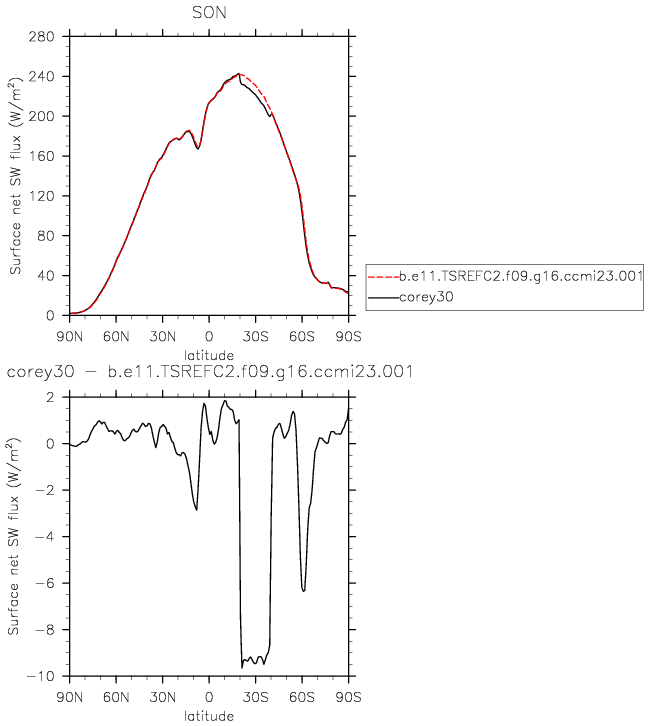 SON
280
240
200
160
120
80
40
0
Surface net SW flux (W/m²)
90N 60N 30N 0 30S 60S 90S
latitude
b.e11.TSREFC2.f09.g16.ccmi23.001
corey30
corey30 − b.e11.TSREFC2.f09.g16.ccmi23.001
2
0
−2
−4
−6
−8
−10
Surface net SW flux (W/m²)
90N 60N 30N 0 30S 60S 90S
latitude